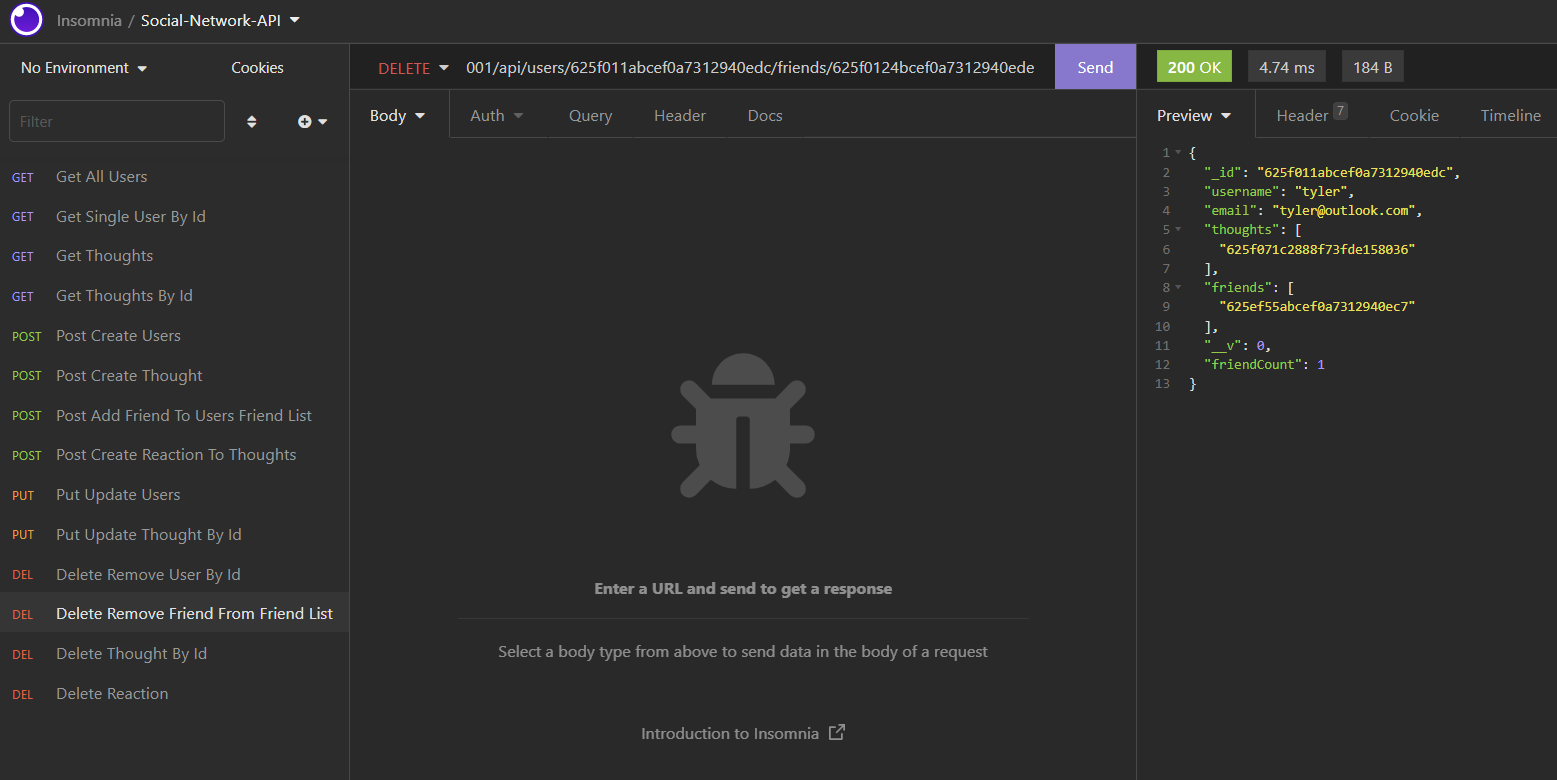 Insomnia / Social-Network-API
No Environment
Cookies
DELETE
001/api/users/625f011abcef0a7312940edc/friends/625f0124bcef0a7312940ede
Send
200 OK
4.74 ms
184 B
Filter
Body
Auth
Query
Header
Docs
Preview
Header 7
Cookie
Timeline
GET Get All Users
GET Get Single User By Id
GET Get Thoughts
GET Get Thoughts By Id
POST Post Create Users
POST Post Create Thought
POST Post Add Friend To Users Friend List
POST Post Create Reaction To Thoughts
PUT Put Update Users
PUT Put Update Thought By Id
DEL Delete Remove User By Id
DEL Delete Remove Friend From Friend List
DEL Delete Thought By Id
DEL Delete Reaction
Enter a URL and send to get a response
Select a body type from above to send data in the body of a request
Introduction to Insomnia
1 {
2 "_id": "625f011abcef0a7312940edc",
3 "username": "tyler",
4 "email": "tyler@outlook.com",
5 "thoughts": [
6 "625f071c2888f73fde158036"
7 ],
8 "friends": [
9 "625ef55abcef0a7312940ec7"
10 ],
11 "__v": 0,
12 "friendCount": 1
13 }